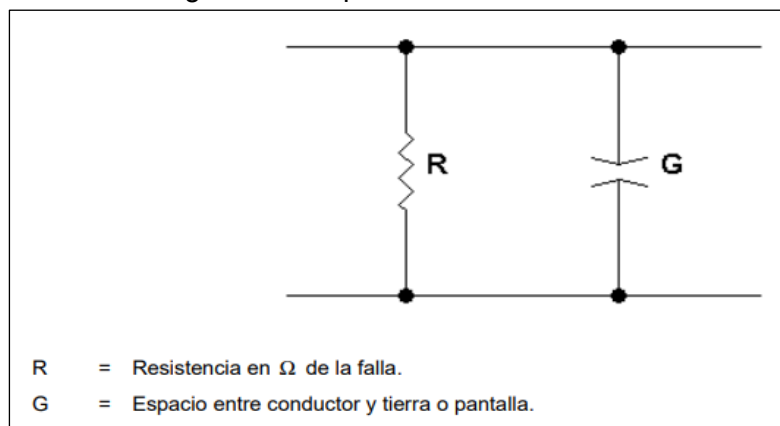 R
G
R = Resistencia en Ω de la falla.
G = Espacio entre conductor y tierra o pantalla.